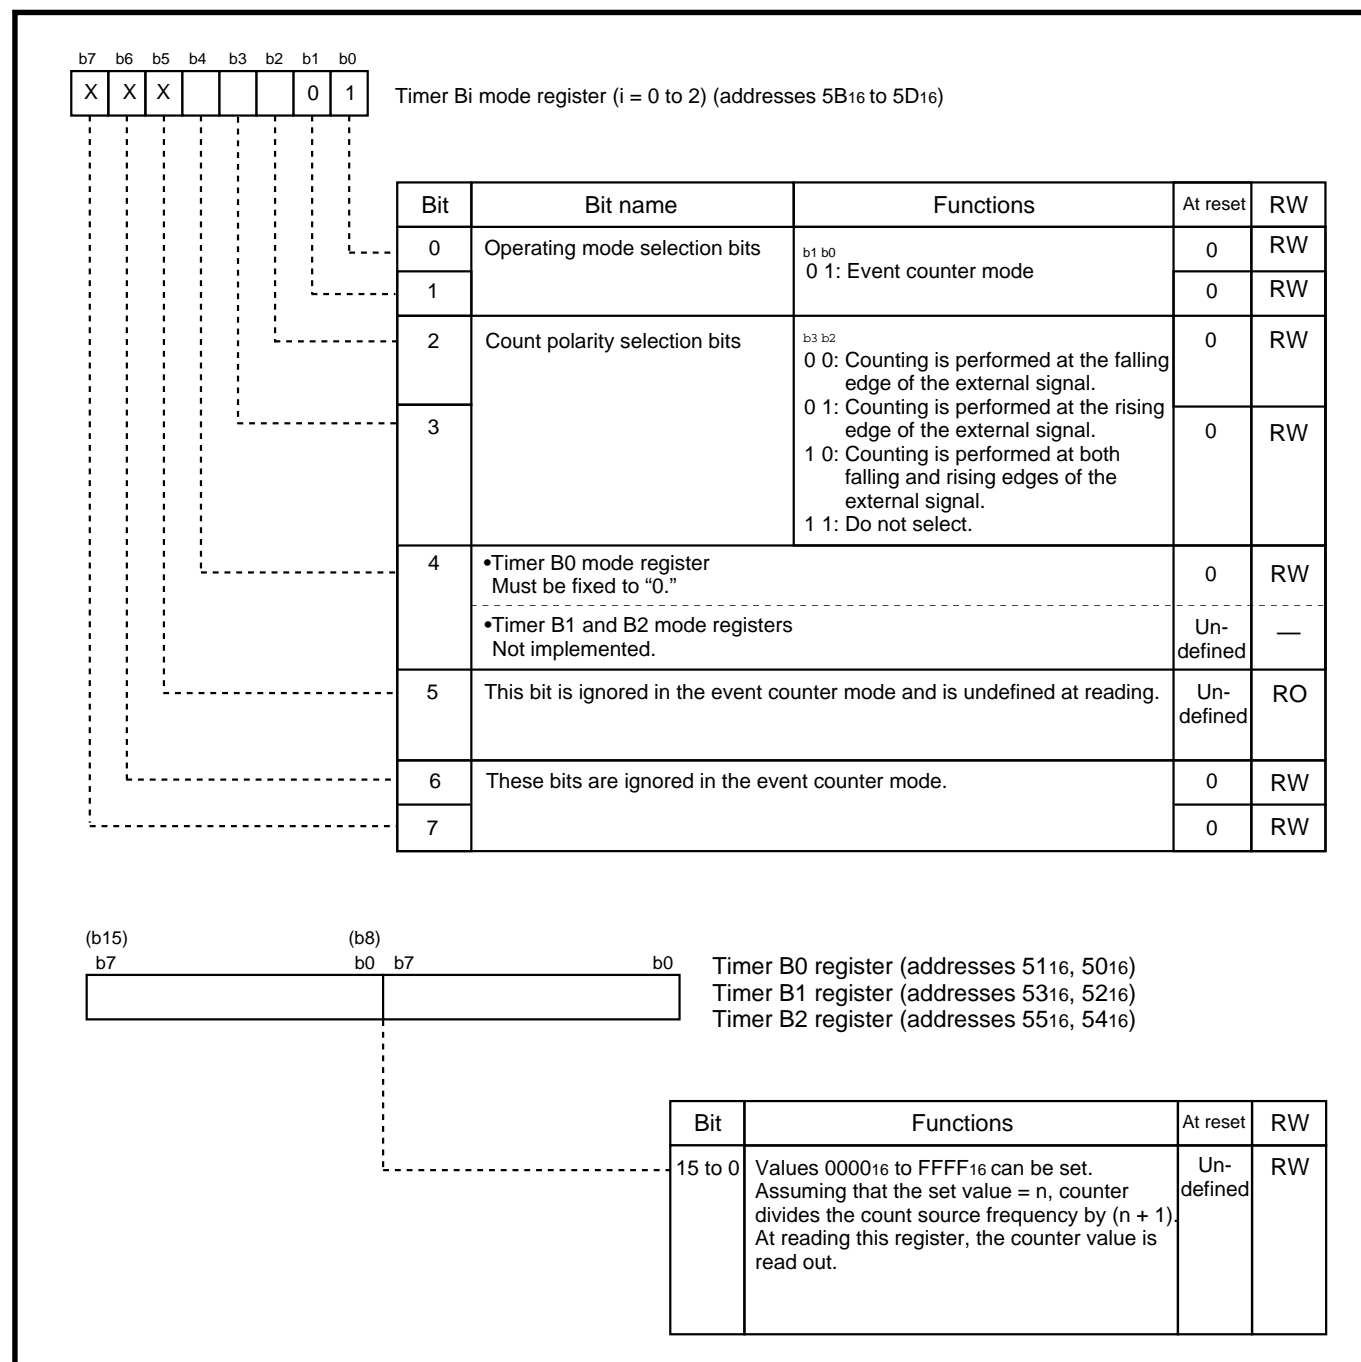 b7 b6 b5 b4 b3 b2 b1 b0
X X X 0 1 Timer Bi mode register (i = 0 to 2) (addresses 5B16 to 5D16)
Bit Bit name Functions At reset RW
0 Operating mode selection bits b1 b0 0 RW
0 1: Event counter mode
1 0 RW
2 Count polarity selection bits b3 b2 0 RW
0 0: Counting is performed at the falling
edge of the external signal.
0 1: Counting is performed at the rising
3 edge of the external signal. 0 RW
1 0: Counting is performed at both
falling and rising edges of the
external signal.
1 1: Do not select.
4 •Timer B0 mode register 0 RW
Must be fixed to “0.”
•Timer B1 and B2 mode registers Un- —
Not implemented. defined
5 This bit is ignored in the event counter mode and is undefined at reading. Un- RO
defined
6 These bits are ignored in the event counter mode. 0 RW
7 0 RW
(b15) (b8)
b7 b0 b7 b0 Timer B0 register (addresses 5116, 5016)
Timer B1 register (addresses 5316, 5216)
Timer B2 register (addresses 5516, 5416)
Bit Functions At reset RW
15 to 0 Values 000016 to FFFF16 can be set. Un- RW
Assuming that the set value = n, counter defined
divides the count source frequency by (n + 1).
At reading this register, the counter value is
read out.